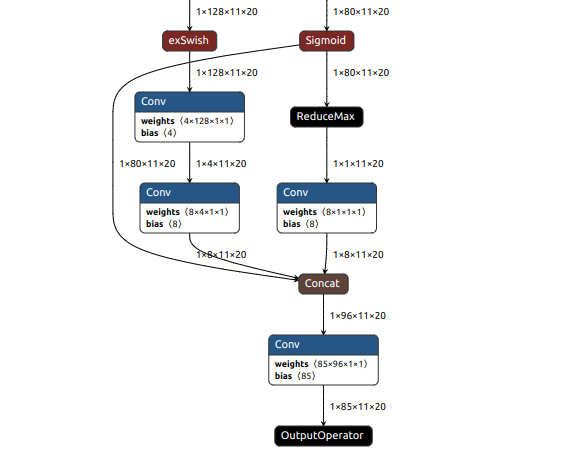 1×128×11×20
1×80×11×20
exSwish
Sigmoid
1×128×11×20
1×80×11×20
Conv
weights ⟨4×128×1×1⟩
bias ⟨4⟩
ReduceMax
1×80×11×20
1×4×11×20
1×1×11×20
Conv
weights ⟨8×4×1×1⟩
bias ⟨8⟩
Conv
weights ⟨8×1×1×1⟩
bias ⟨8⟩
1×8×11×20
1×8×11×20
Concat
1×96×11×20
Conv
weights ⟨85×96×1×1⟩
bias ⟨85⟩
1×85×11×20
OutputOperator